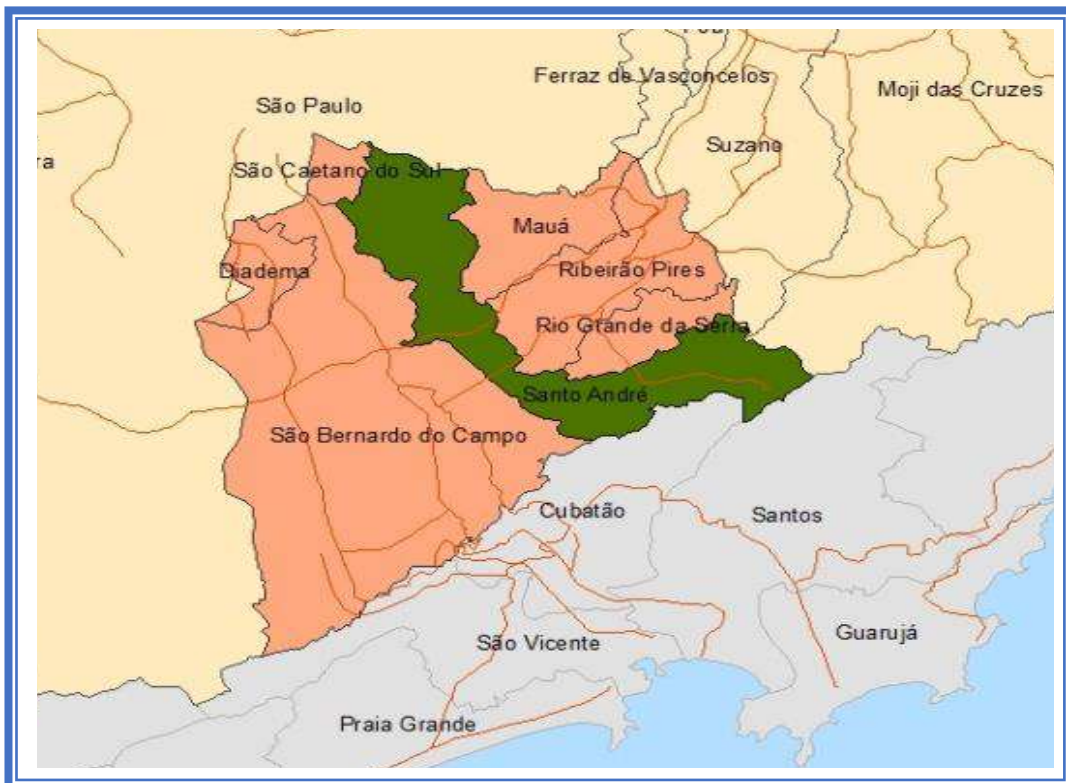 Ferraz de Vasconcelos
Moji das Cruzes
São Paulo
Suzano
ra
São Caetano do Sul
Mauá
Diadema
Ribeirão Pires
Rio Grande da Serra
Santo André
São Bernardo do Campo
Cubatão
Santos
Guarujá
São Vicente
Praia Grande